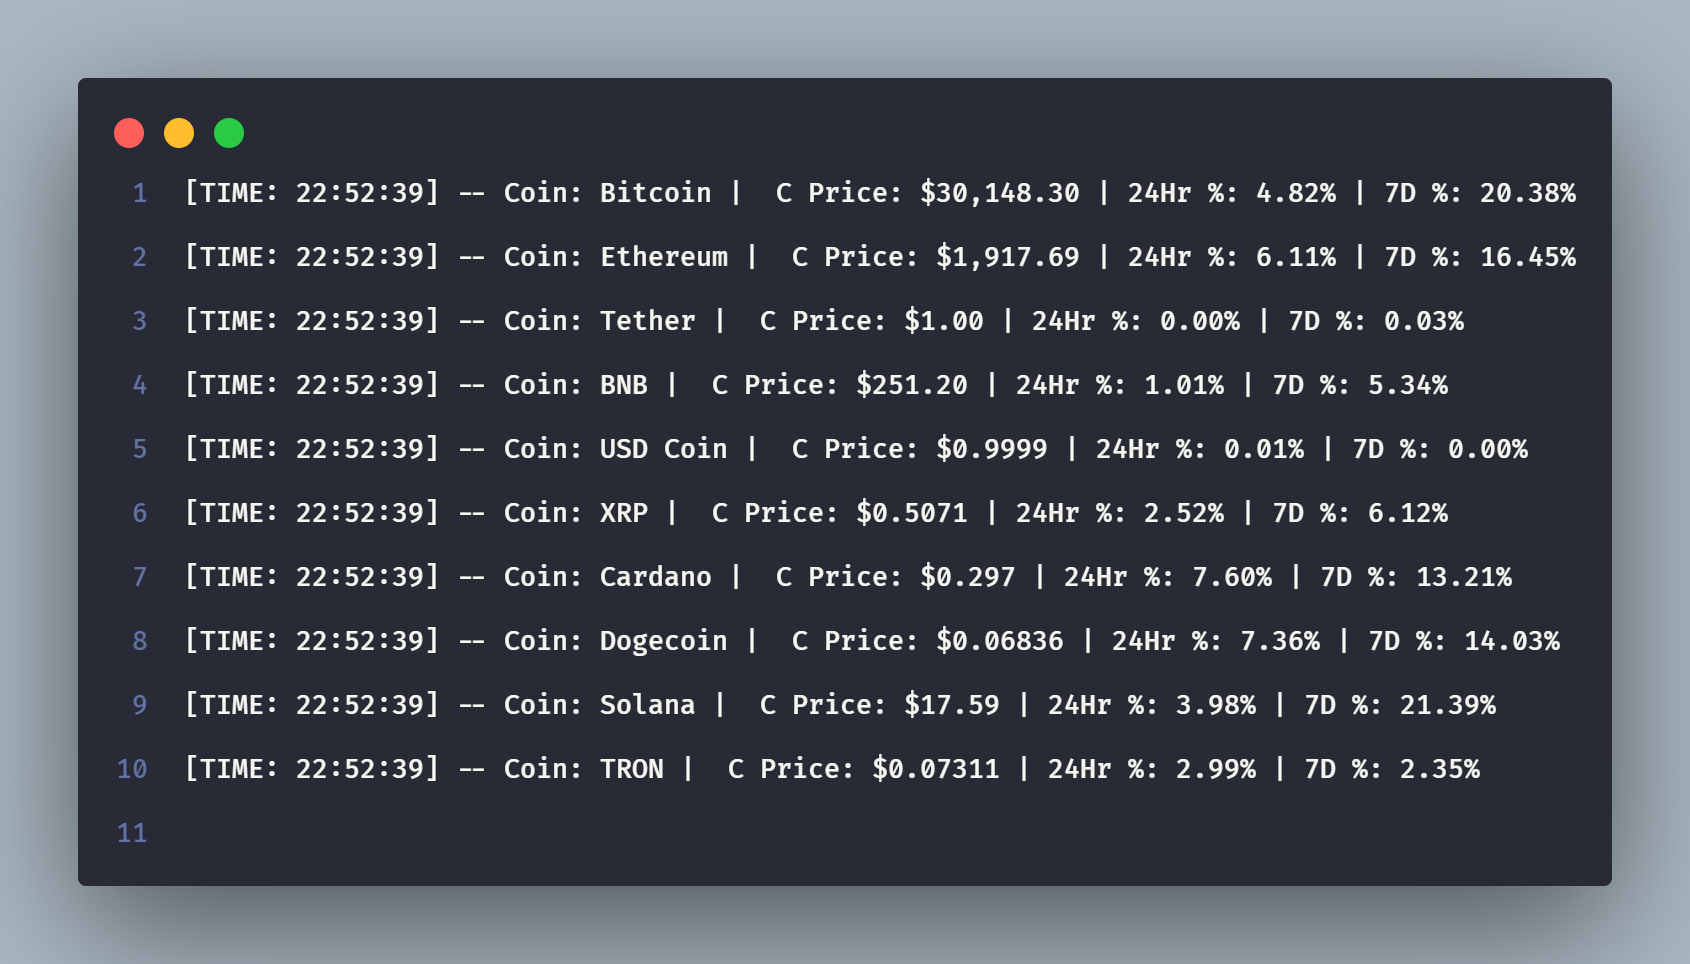 1 [TIME: 22:52:39] -- Coin: Bitcoin |  C Price: $30,148.30 | 24Hr %: 4.82% | 7D %: 20.38%
2 [TIME: 22:52:39] -- Coin: Ethereum |  C Price: $1,917.69 | 24Hr %: 6.11% | 7D %: 16.45%
3 [TIME: 22:52:39] -- Coin: Tether |  C Price: $1.00 | 24Hr %: 0.00% | 7D %: 0.03%
4 [TIME: 22:52:39] -- Coin: BNB |  C Price: $251.20 | 24Hr %: 1.01% | 7D %: 5.34%
5 [TIME: 22:52:39] -- Coin: USD Coin |  C Price: $0.9999 | 24Hr %: 0.01% | 7D %: 0.00%
6 [TIME: 22:52:39] -- Coin: XRP |  C Price: $0.5071 | 24Hr %: 2.52% | 7D %: 6.12%
7 [TIME: 22:52:39] -- Coin: Cardano |  C Price: $0.297 | 24Hr %: 7.60% | 7D %: 13.21%
8 [TIME: 22:52:39] -- Coin: Dogecoin |  C Price: $0.06836 | 24Hr %: 7.36% | 7D %: 14.03%
9 [TIME: 22:52:39] -- Coin: Solana |  C Price: $17.59 | 24Hr %: 3.98% | 7D %: 21.39%
10 [TIME: 22:52:39] -- Coin: TRON |  C Price: $0.07311 | 24Hr %: 2.99% | 7D %: 2.35%
11